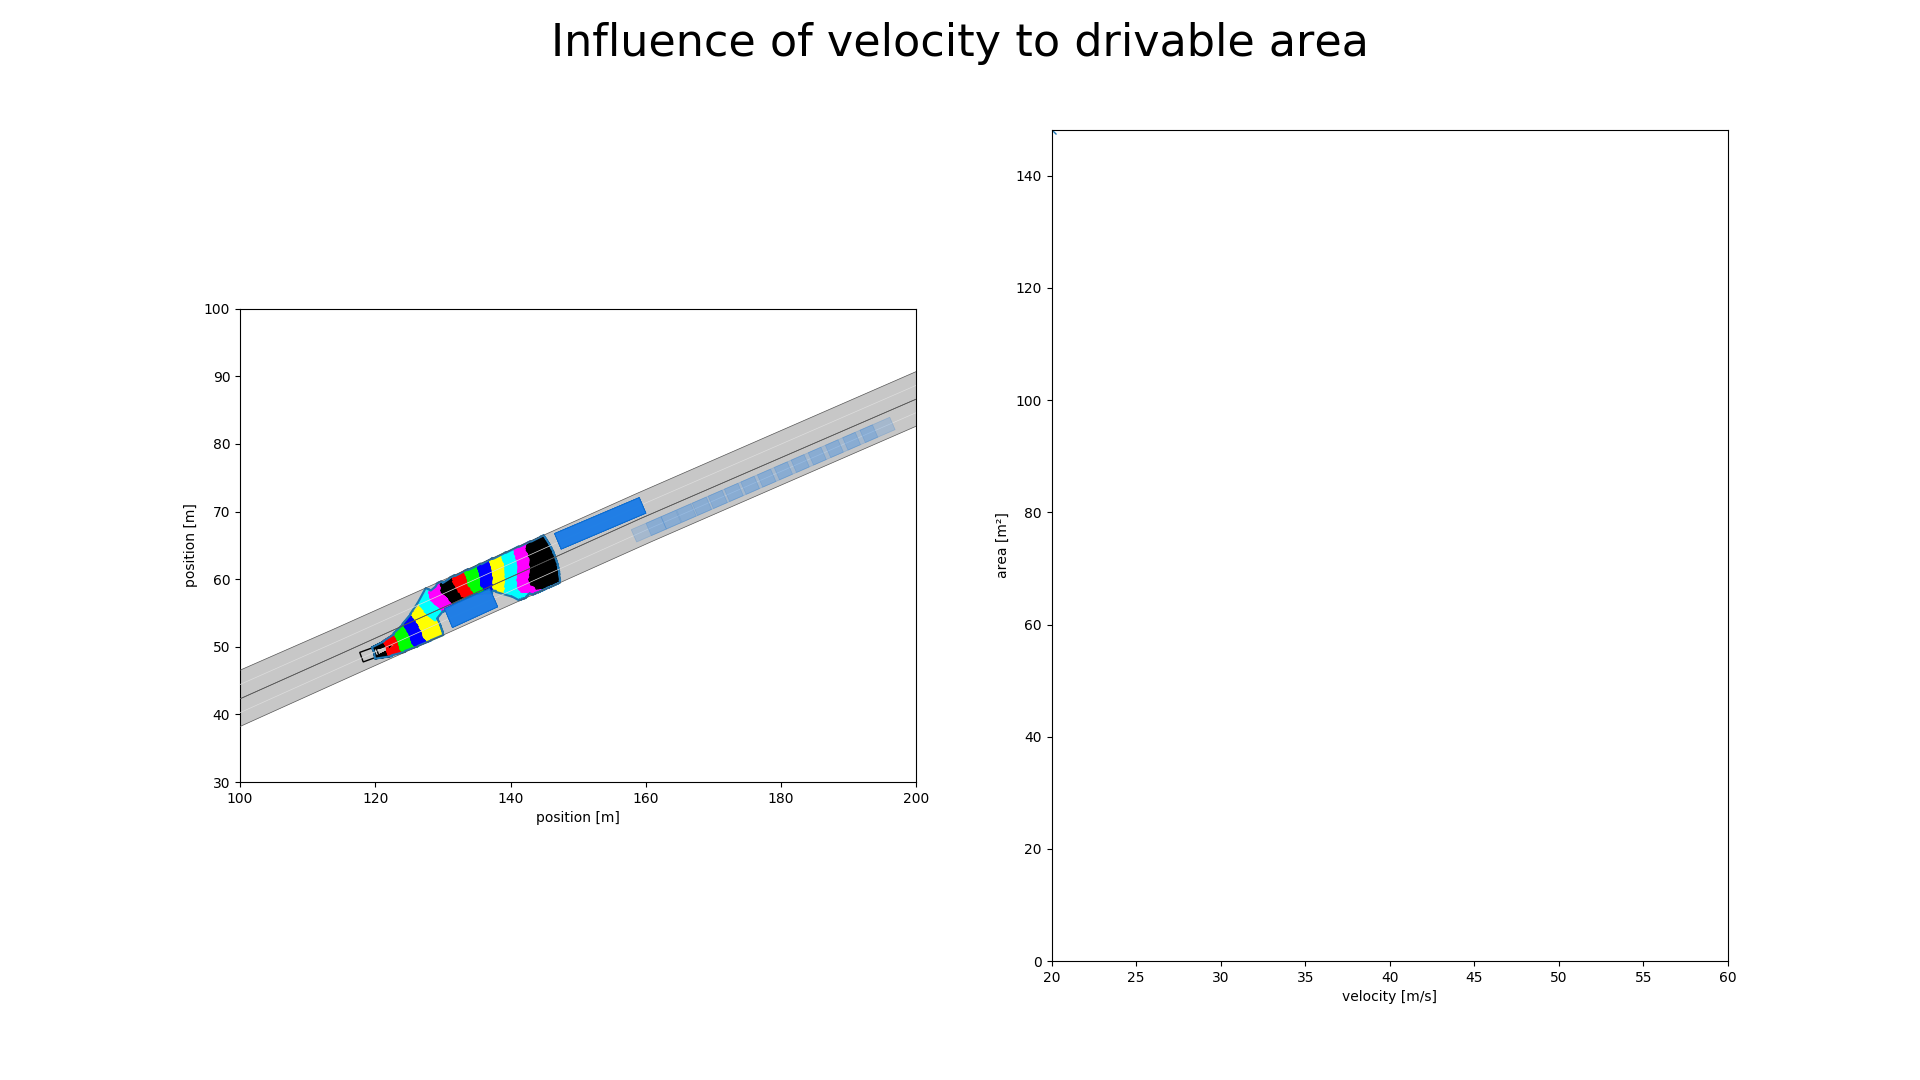 Influence of velocity to drivable area
100
90
80
70
60
50
40
30
position [m]
100 120 140 160 180 200
position [m]
140
120
100
80
60
40
20
0
area [m²]
20 25 30 35 40 45 50 55 60
velocity [m/s]